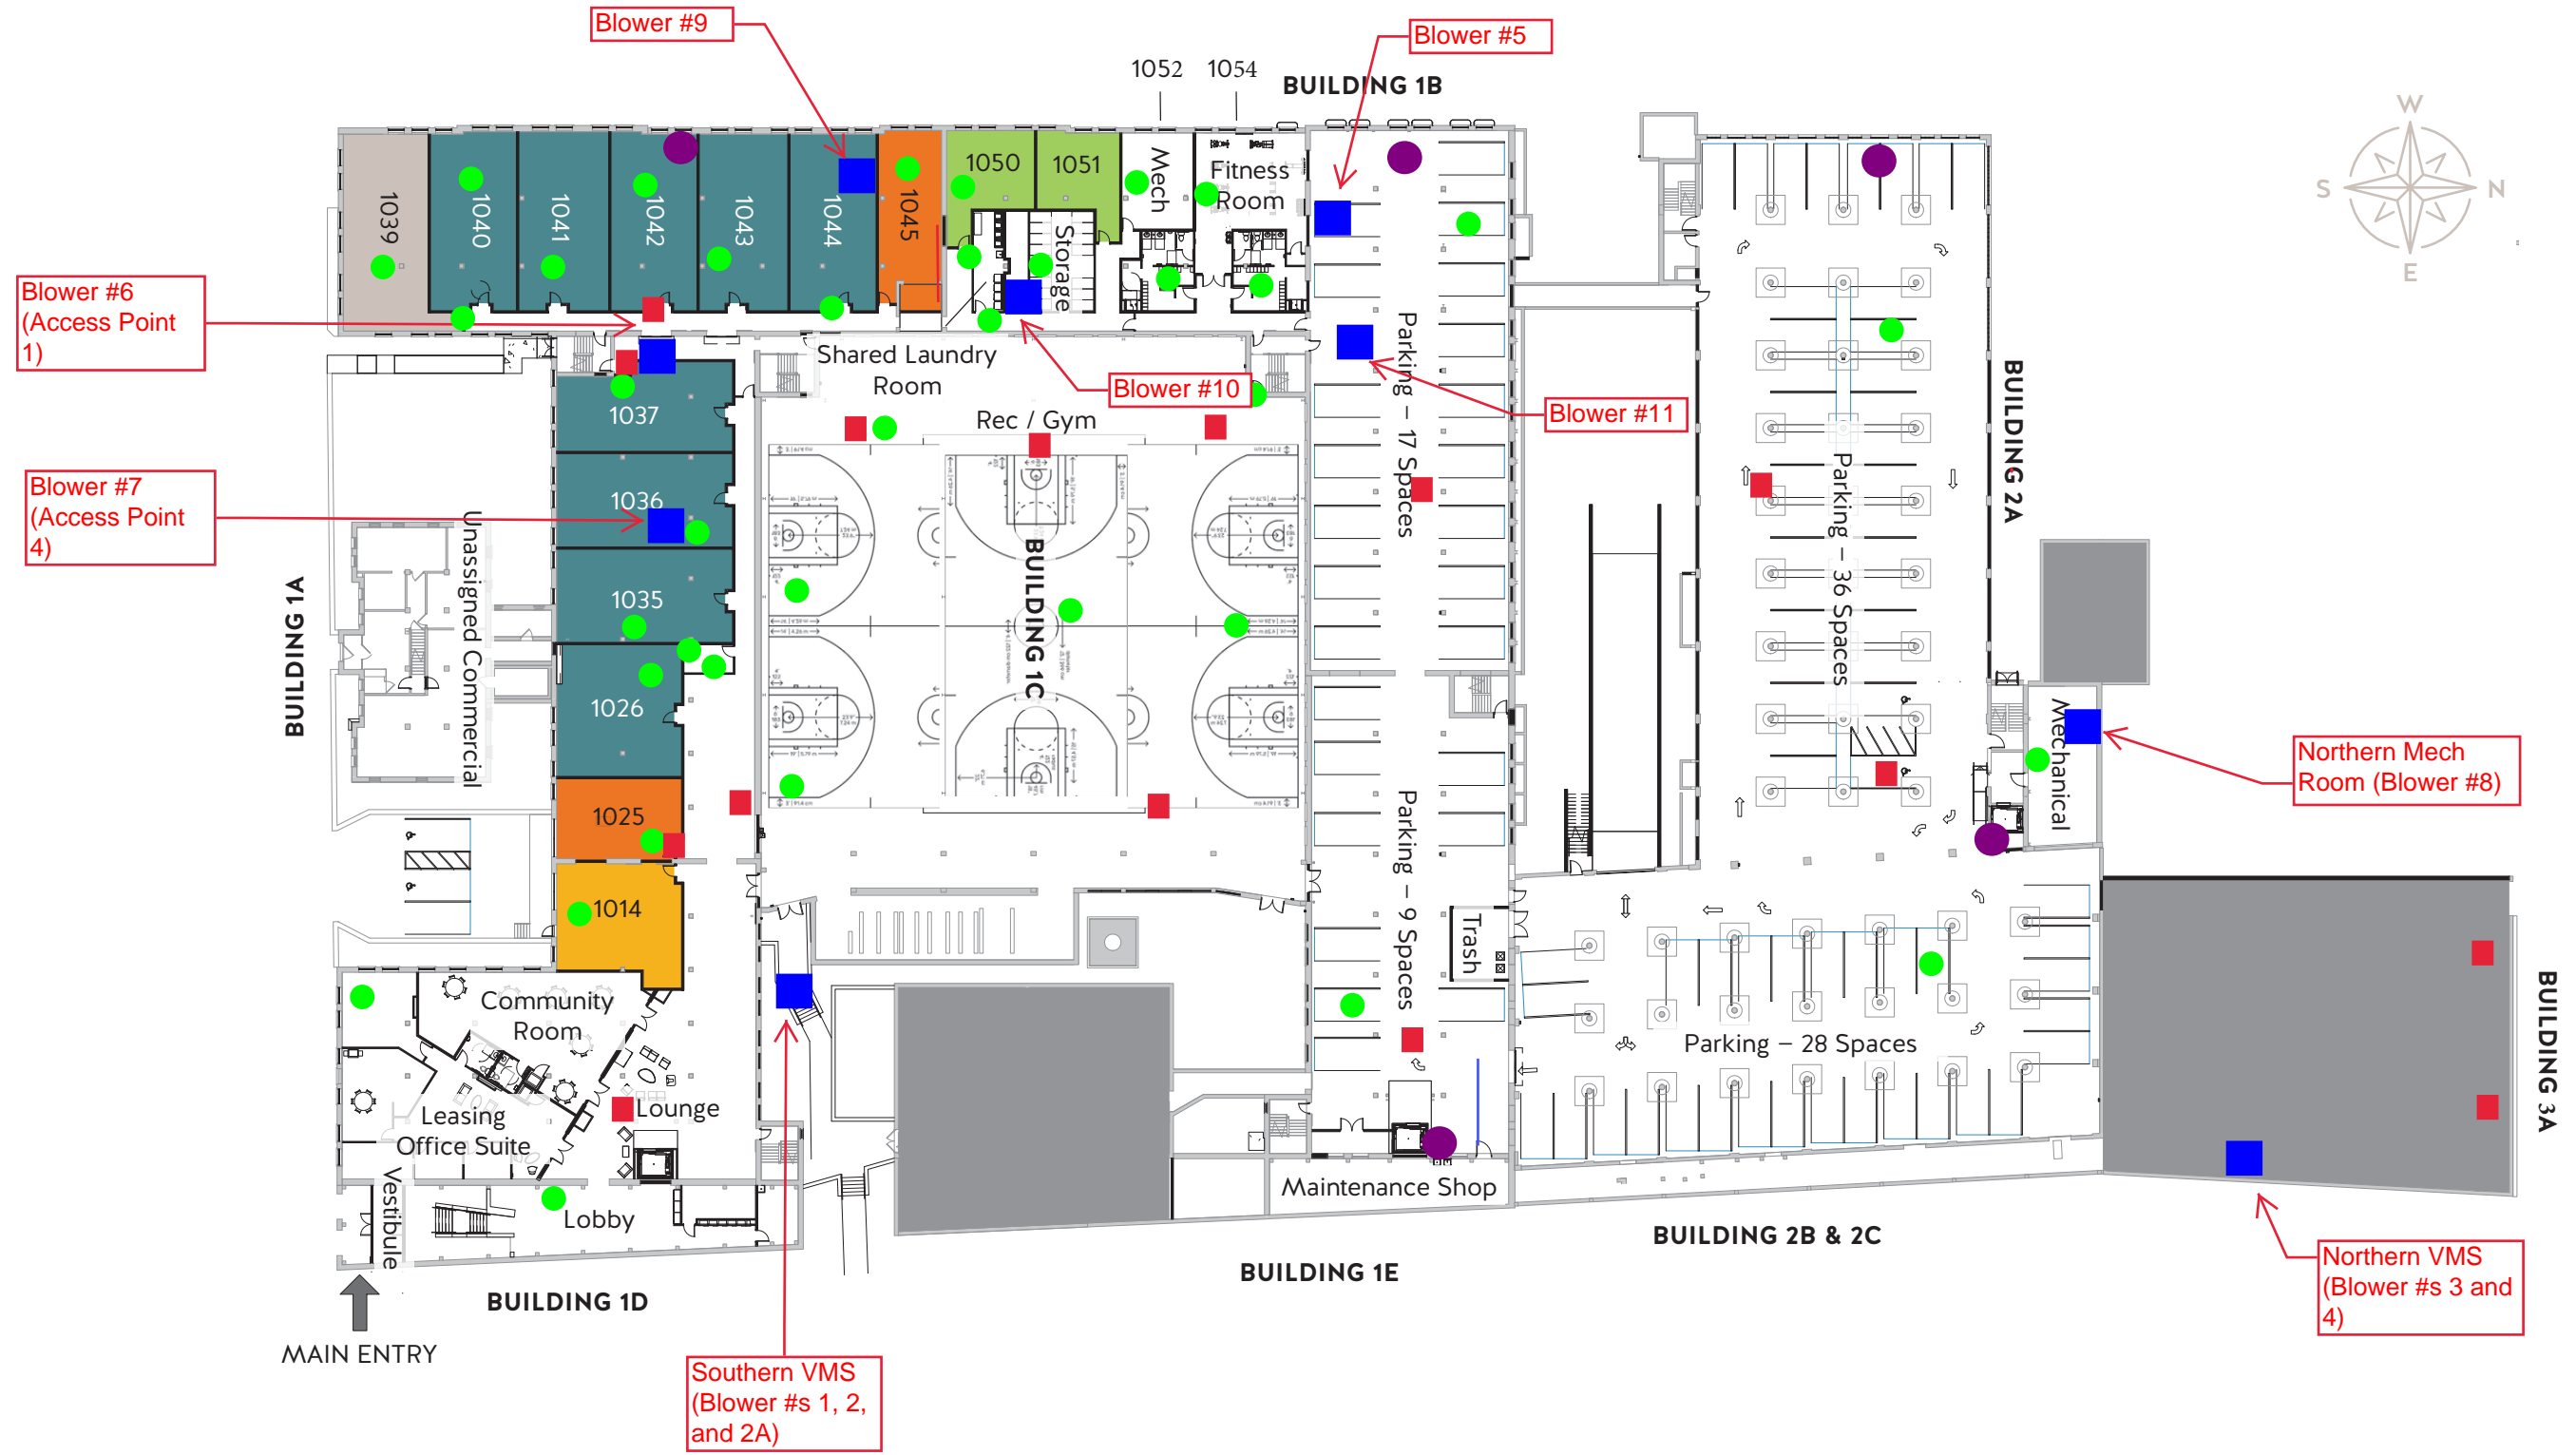 Blower #9
Blower #5
1052
1054
BUILDING 1B
W
S
N
E
1039
1040
1041
1042
1043
1044
1045
1050
1051
Mech
Fitness
Room
Storage
Blower #6
(Access Point
1)
Shared Laundry
Room
Blower #10
Rec / Gym
Blower #11
1037
1036
1035
1026
1025
1014
Blower #7
(Access Point
4)
Unassigned Commercial
BUILDING 1A
BUILDING 1C
Parking – 17 Spaces
Parking – 36 Spaces
BUILDING 2A
Mechanical
Northern Mech
Room (Blower #8)
Parking – 9 Spaces
Trash
Community
Room
Leasing
Office Suite
Lounge
Vestibule
Lobby
Parking – 28 Spaces
BUILDING 3A
Maintenance Shop
BUILDING 2B & 2C
BUILDING 1E
BUILDING 1D
MAIN ENTRY
Northern VMS
(Blower #s 3 and
4)
Southern VMS
(Blower #s 1, 2,
and 2A)